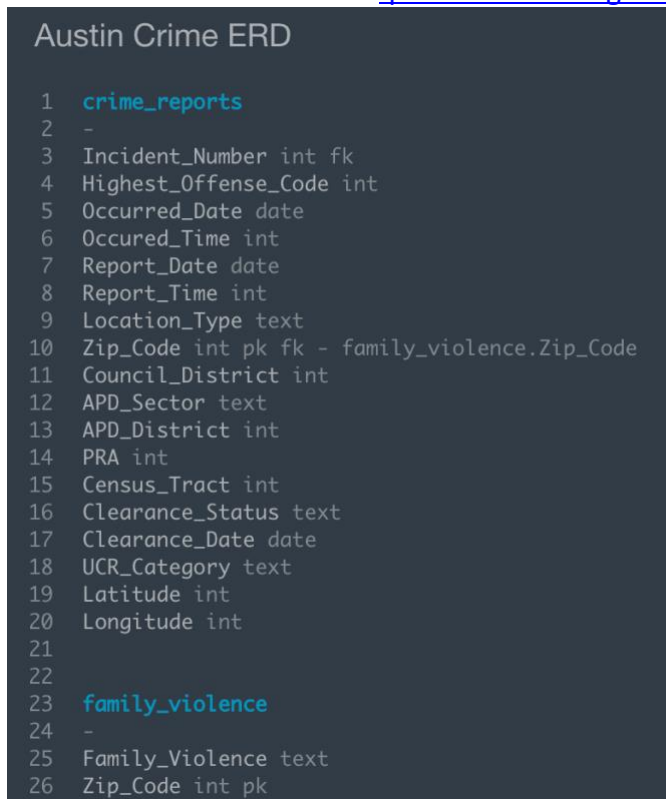 Austin Crime ERD
1 crime_reports
2 -
3 Incident_Number int fk
4 Highest_Offense_Code int
5 Occurred_Date date
6 Occured_Time int
7 Report_Date date
8 Report_Time int
9 Location_Type text
10 Zip_Code int pk fk - family_violence.Zip_Code
11 Council_District int
12 APD_Sector text
13 APD_District int
14 PRA int
15 Census_Tract int
16 Clearance_Status text
17 Clearance_Date date
18 UCR_Category text
19 Latitude int
20 Longitude int
21
22
23 family_violence
24 -
25 Family_Violence text
26 Zip_Code int pk